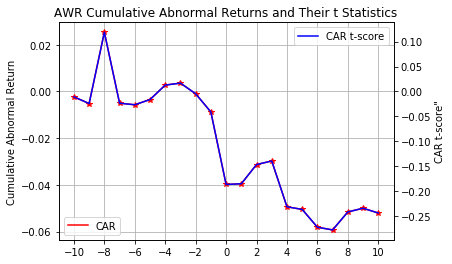 AWR Cumulative Abnormal Returns and Their t Statistics
CAR t-score
CAR
Cumulative Abnormal Return
CAR t-score"
0.02
0.00
−0.02
−0.04
−0.06
0.10
0.05
0.00
−0.05
−0.10
−0.15
−0.20
−0.25
−10 −8 −6 −4 −2 0 2 4 6 8 10